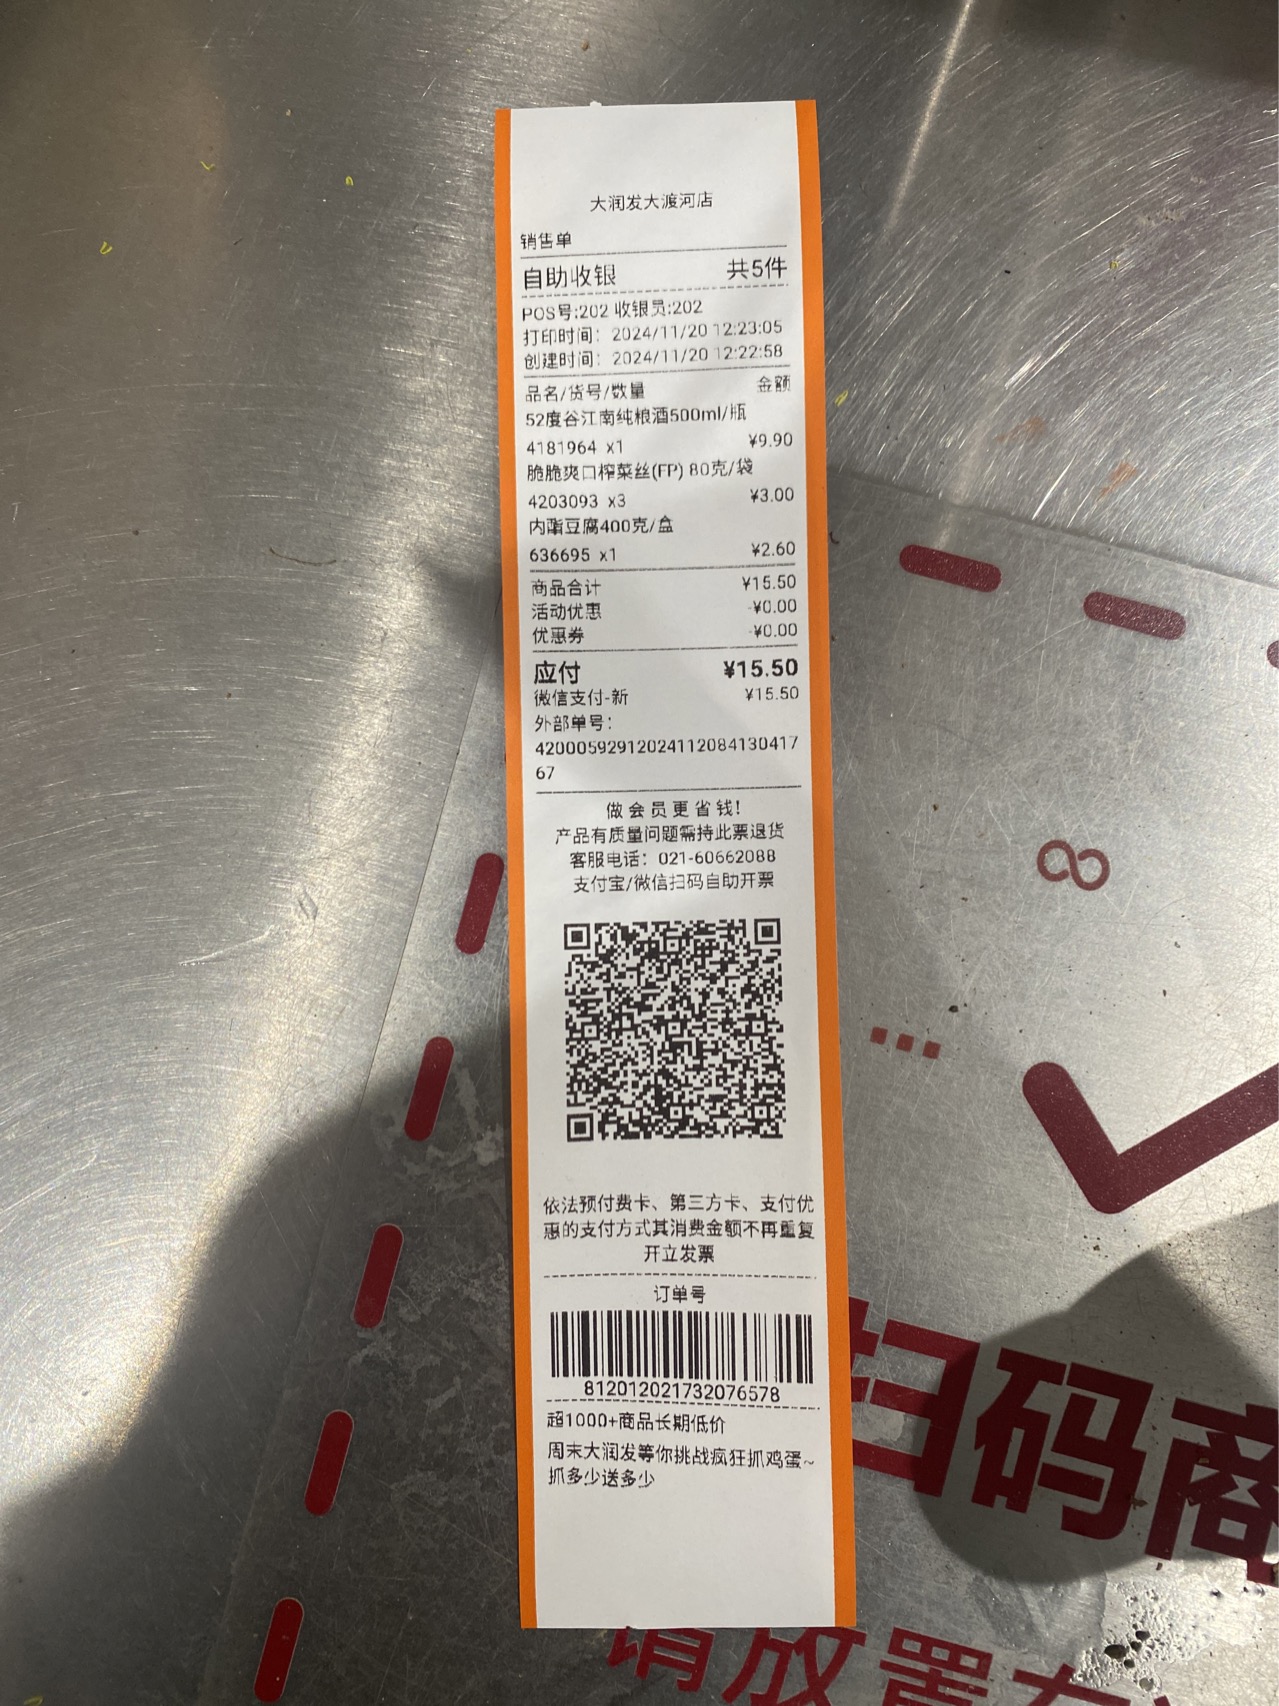 大润发大渡河店
销售单
自助收银 共5件
POS号:202 收银员:202
打印时间: 2024/11/20 12:23:05
创建时间: 2024/11/20 12:22:58
品名/货号/数量 金额
52度谷江南纯粮酒500ml/瓶
4181964 x1 ¥9.90
脆脆爽口榨菜丝(FP) 80克/袋
4203093 x3 ¥3.00
内酯豆腐400克/盒
636695 x1 ¥2.60
商品合计 ¥15.50
活动优惠 -¥0.00
优惠券 -¥0.00
应付 ¥15.50
微信支付-新 ¥15.50
外部单号:
42000592912024112084130417
67
做会员更省钱!
产品有质量问题需持此票退货
客服电话: 021-60662088
支付宝/微信扫码自助开票
依法预付费卡、第三方卡、支付优
惠的支付方式其消费金额不再重复
开立发票
订单号
812012021732076578
超1000+商品长期低价
周末大润发等你挑战疯狂抓鸡蛋~
抓多少送多少
扫码商
请放置在